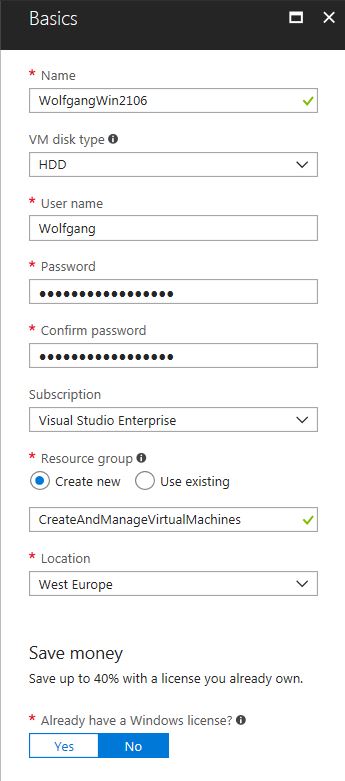 Basics
* Name
WolfgangWin2106
VM disk type
HDD
* User name
Wolfgang
* Password
●●●●●●●●●●●●●●●●●
* Confirm password
●●●●●●●●●●●●●●●●●
Subscription
Visual Studio Enterprise
* Resource group
Create new Use existing
CreateAndManageVirtualMachines
* Location
West Europe
Save money
Save up to 40% with a license you already own.
* Already have a Windows license?
Yes No